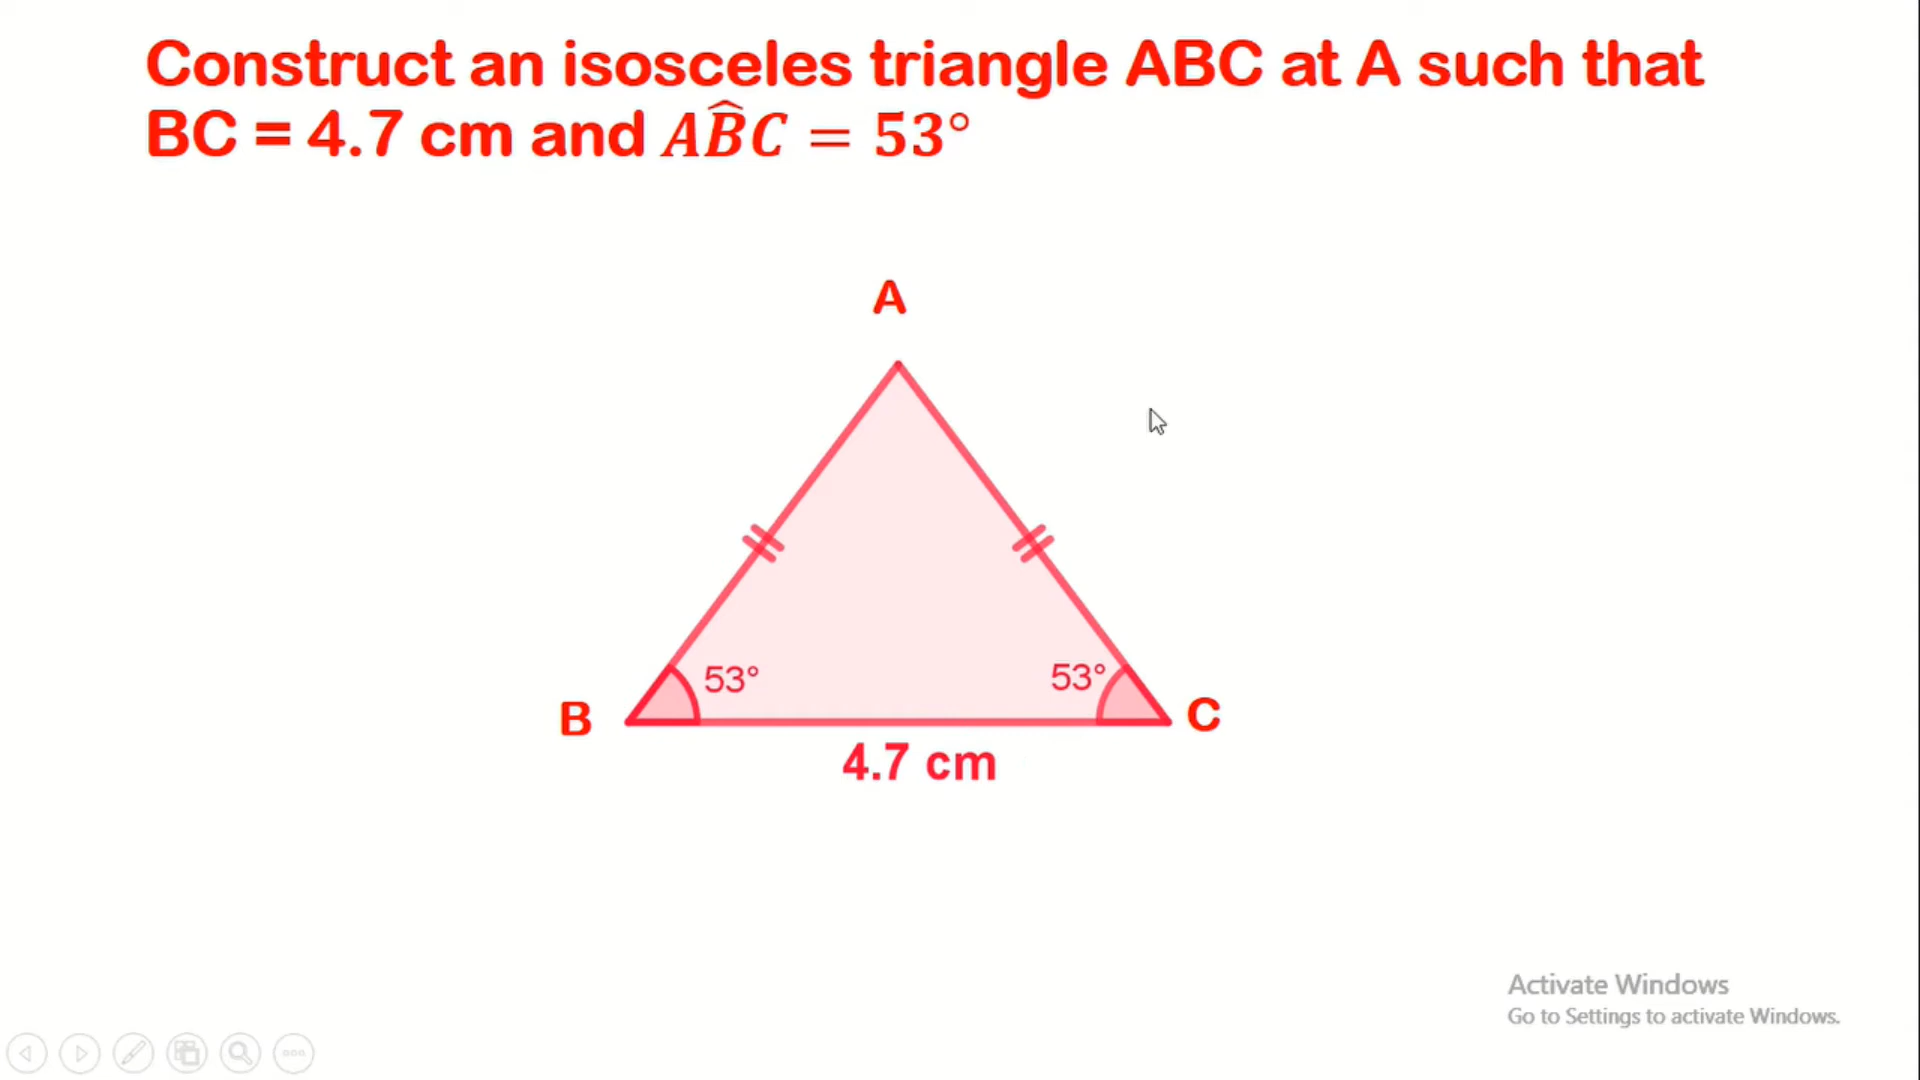 Construct an isosceles triangle ABC at A such that
BC = 4.7 cm and AB̂C = 53°
A
53°
53°
B
C
4.7 cm
Activate Windows
Go to Settings to activate Windows.